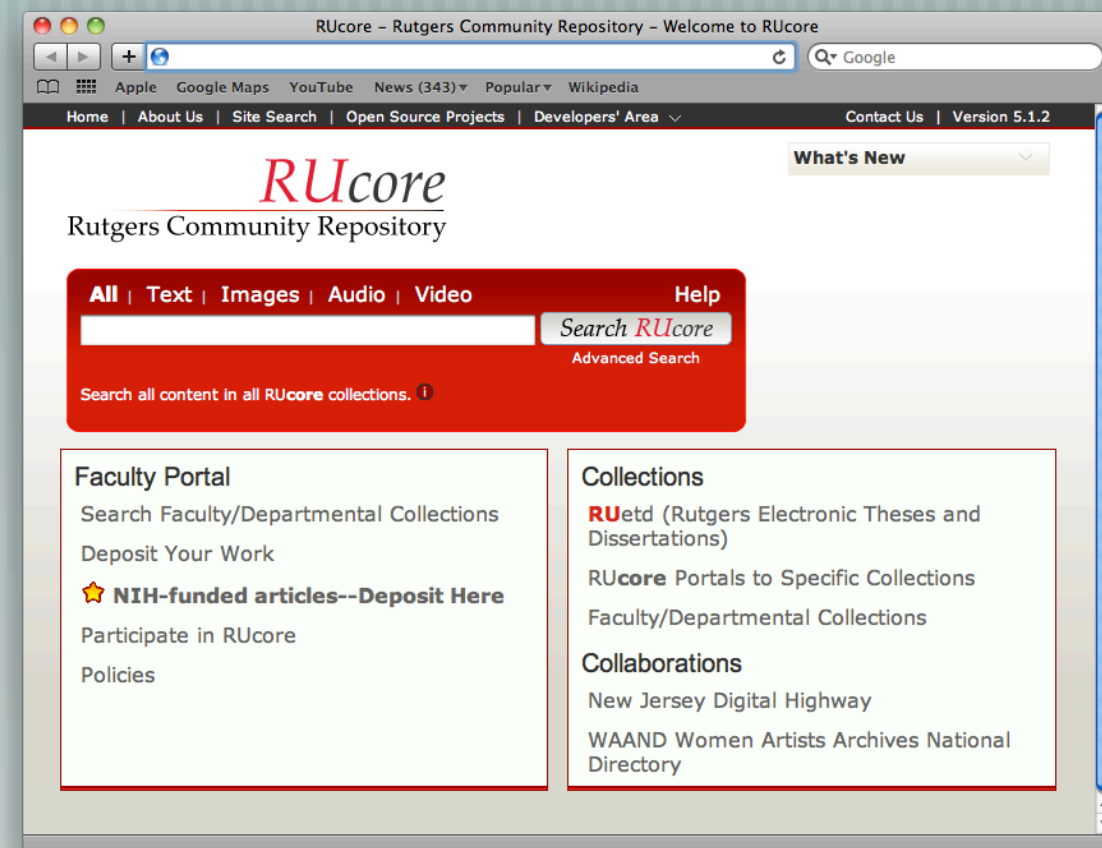 RUcore – Rutgers Community Repository – Welcome to RUcore
Google
Apple Google Maps YouTube News (343) Popular Wikipedia
Home | About Us | Site Search | Open Source Projects | Developers' Area Contact Us | Version 5.1.2
What's New
RUcore
Rutgers Community Repository
All | Text | Images | Audio | Video Help
Search RUcore
Advanced Search
Search all content in all RUcore collections. i
Faculty Portal
Search Faculty/Departmental Collections
Deposit Your Work
NIH-funded articles--Deposit Here
Participate in RUcore
Policies
Collections
RUetd (Rutgers Electronic Theses and
Dissertations)
RUcore Portals to Specific Collections
Faculty/Departmental Collections
Collaborations
New Jersey Digital Highway
WAAND Women Artists Archives National
Directory